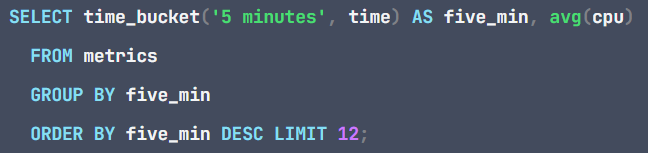 SELECT time_bucket('5 minutes', time) AS five_min, avg(cpu)
FROM metrics
GROUP BY five_min
ORDER BY five_min DESC LIMIT 12;